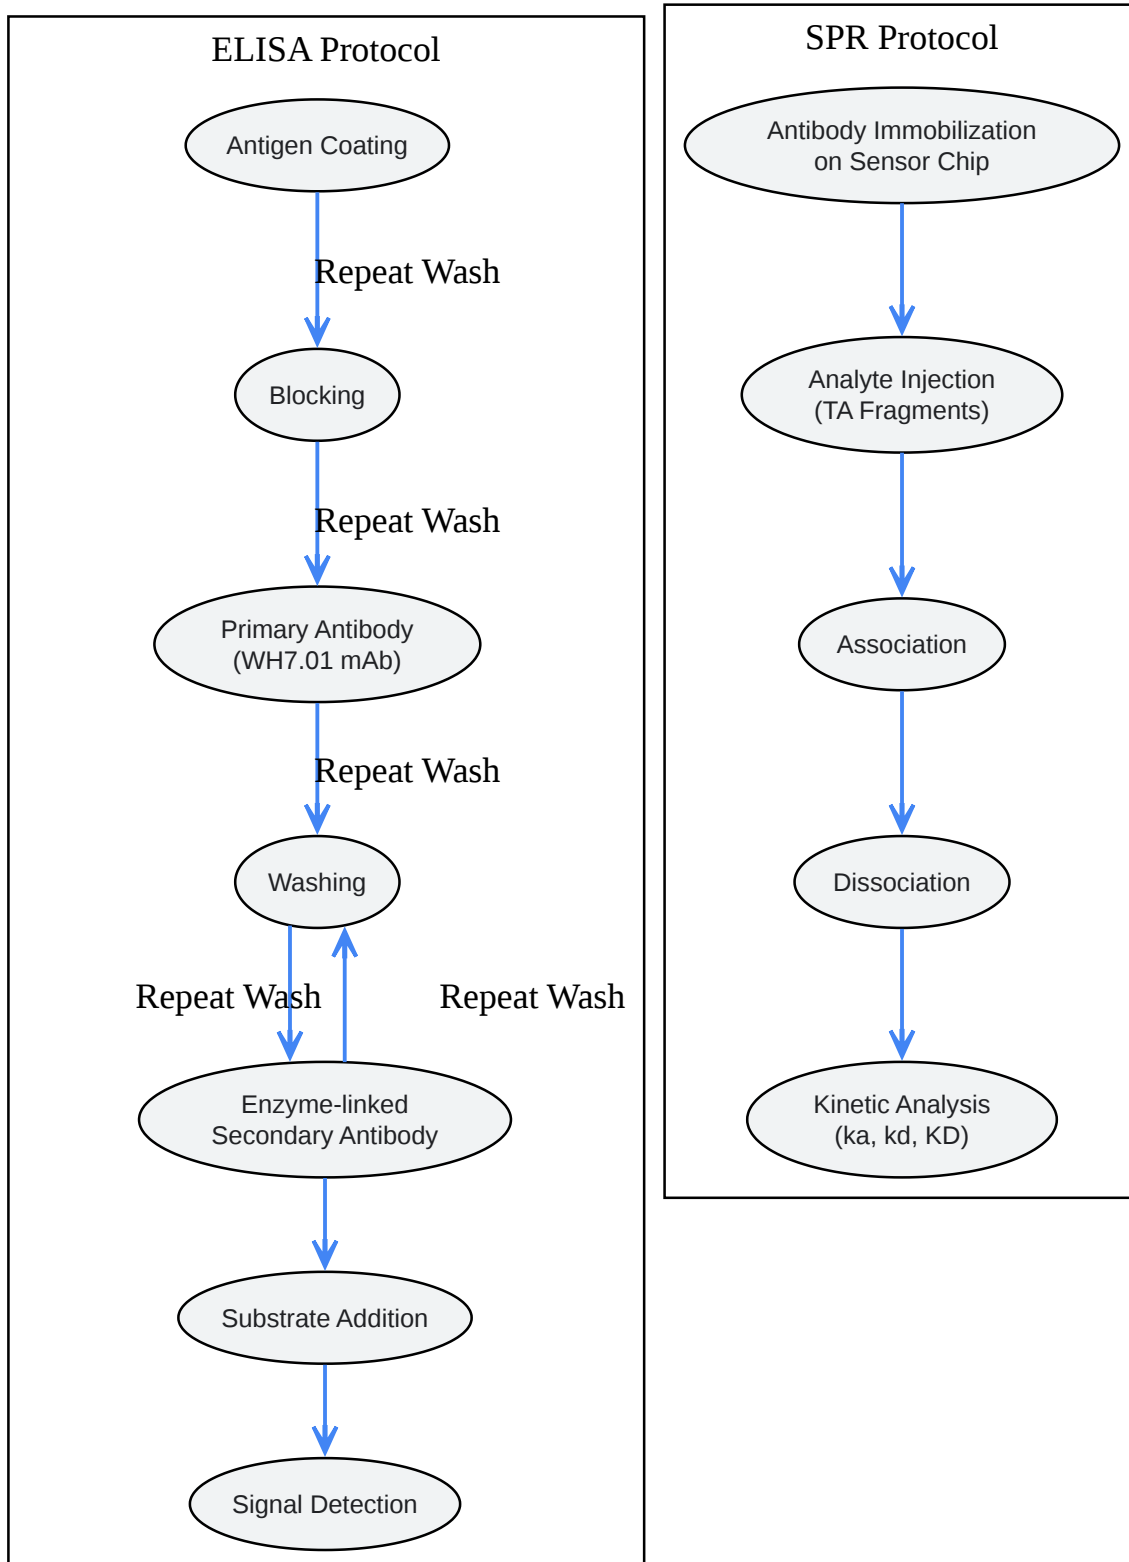 ELISA Protocol
Antigen Coating
Repeat Wash
Blocking
Repeat Wash
Primary Antibody
(WH7.01 mAb)
Repeat Wash
Washing
Repeat Wash
Repeat Wash
Enzyme-linked
Secondary Antibody
Substrate Addition
Signal Detection
SPR Protocol
Antibody Immobilization
on Sensor Chip
Analyte Injection
(TA Fragments)
Association
Dissociation
Kinetic Analysis
(ka, kd, KD)